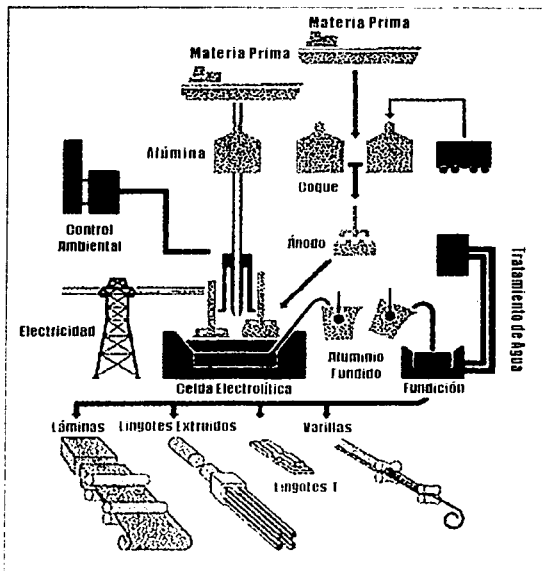 Materia Prima
Materia Prima
Alúmina
Coque
Control
Ambiental
Ánodo
Electricidad
Tratamiento de Agua
Aluminio
Fundido
Celda Electrolítica
Fundición
Láminas
Lingotes Extruidos
Varillas
Lingotes T